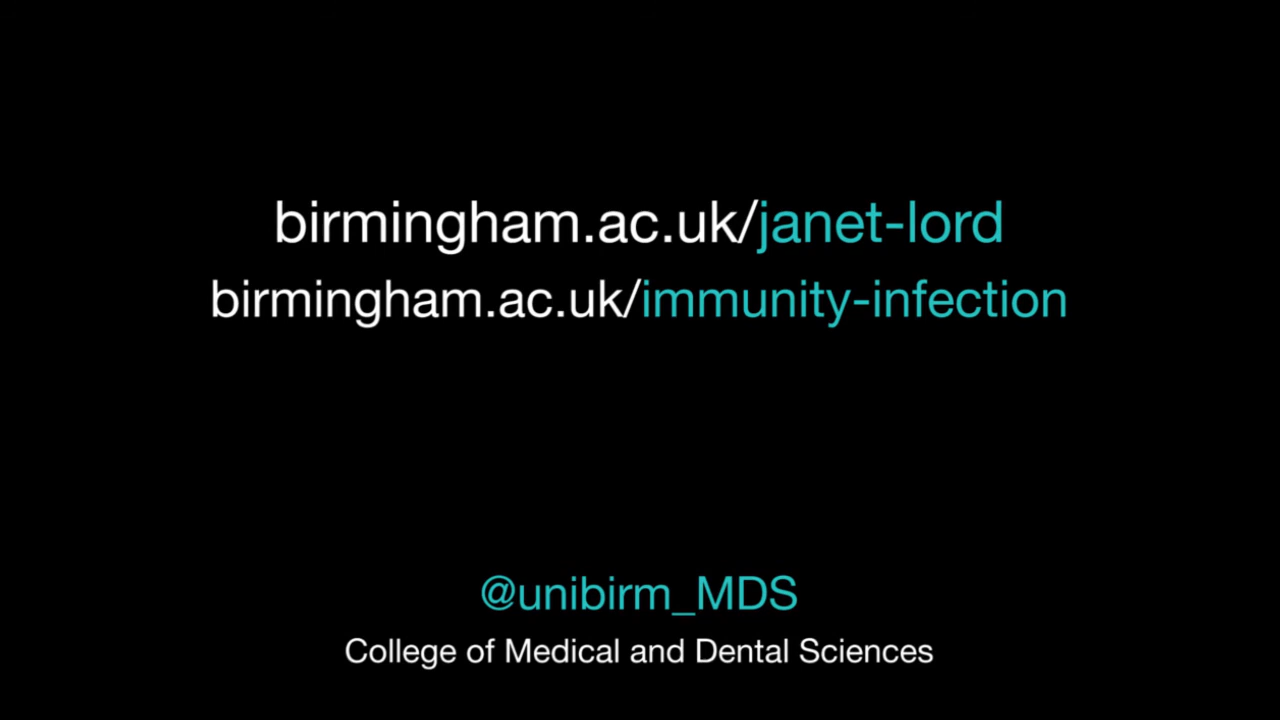 birmingham.ac.uk/janet-lord
birmingham.ac.uk/immunity-infection
@unibirm_MDS
College of Medical and Dental Sciences